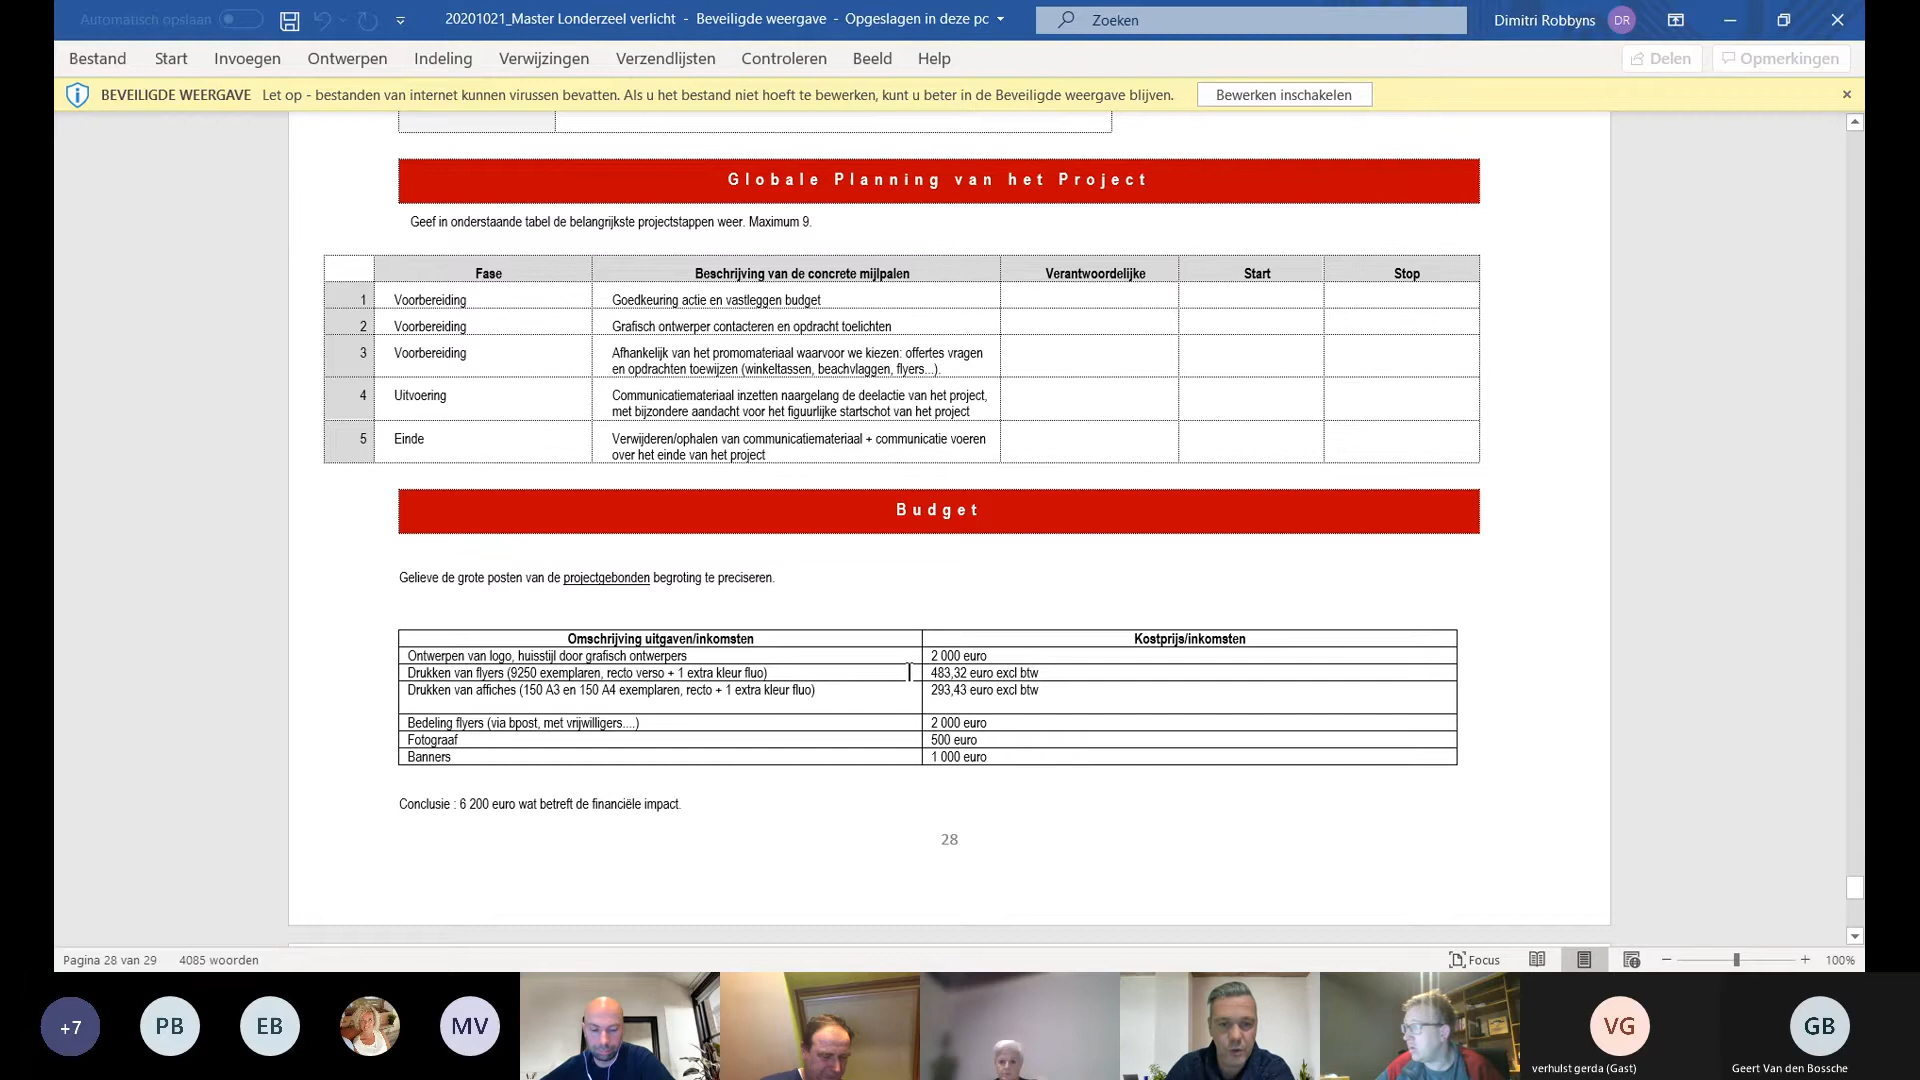 Automatisch opslaan
20201021_Master Londerzeel verlicht - Beveiligde weergave - Opgeslagen in deze pc
Zoeken
Dimitri Robbyns
DR
Bestand Start Invoegen Ontwerpen Indeling Verwijzingen Verzendlijsten Controleren Beeld Help Delen Opmerkingen
BEVEILIGDE WEERGAVE Let op - bestanden van internet kunnen virussen bevatten. Als u het bestand niet hoeft te bewerken, kunt u beter in de Beveiligde weergave blijven. Bewerken inschakelen
Globale Planning van het Project
Geef in onderstaande tabel de belangrijkste projectstappen weer. Maximum 9.
Fase Beschrijving van de concrete mijlpalen Verantwoordelijke Start Stop
1 Voorbereiding Goedkeuring actie en vastleggen budget
2 Voorbereiding Grafisch ontwerper contacteren en opdracht toelichten
3 Voorbereiding Afhankelijk van het promomateriaal waarvoor we kiezen: offertes vragen
en opdrachten toewijzen (winkeltassen, beachvlaggen, flyers...).
4 Uitvoering Communicatiemateriaal inzetten naargelang de deelactie van het project,
met bijzondere aandacht voor het figuurlijke startschot van het project
5 Einde Verwijderen/ophalen van communicatiemateriaal + communicatie voeren
over het einde van het project
Budget
Gelieve de grote posten van de projectgebonden begroting te preciseren.
Omschrijving uitgaven/inkomsten Kostprijs/inkomsten
Ontwerpen van logo, huisstijl door grafisch ontwerpers 2 000 euro
Drukken van flyers (9250 exemplaren, recto verso + 1 extra kleur fluo) 483,32 euro excl btw
Drukken van affiches (150 A3 en 150 A4 exemplaren, recto + 1 extra kleur fluo) 293,43 euro excl btw
Bedeling flyers (via bpost, met vrijwilligers....) 2 000 euro
Fotograaf 500 euro
Banners 1 000 euro
Conclusie : 6 200 euro wat betreft de financiële impact.
28
Pagina 28 van 29 4085 woorden Focus 100%
+7 PB EB MV VG GB
verhulst gerda (Gast) Geert Van den Bossche